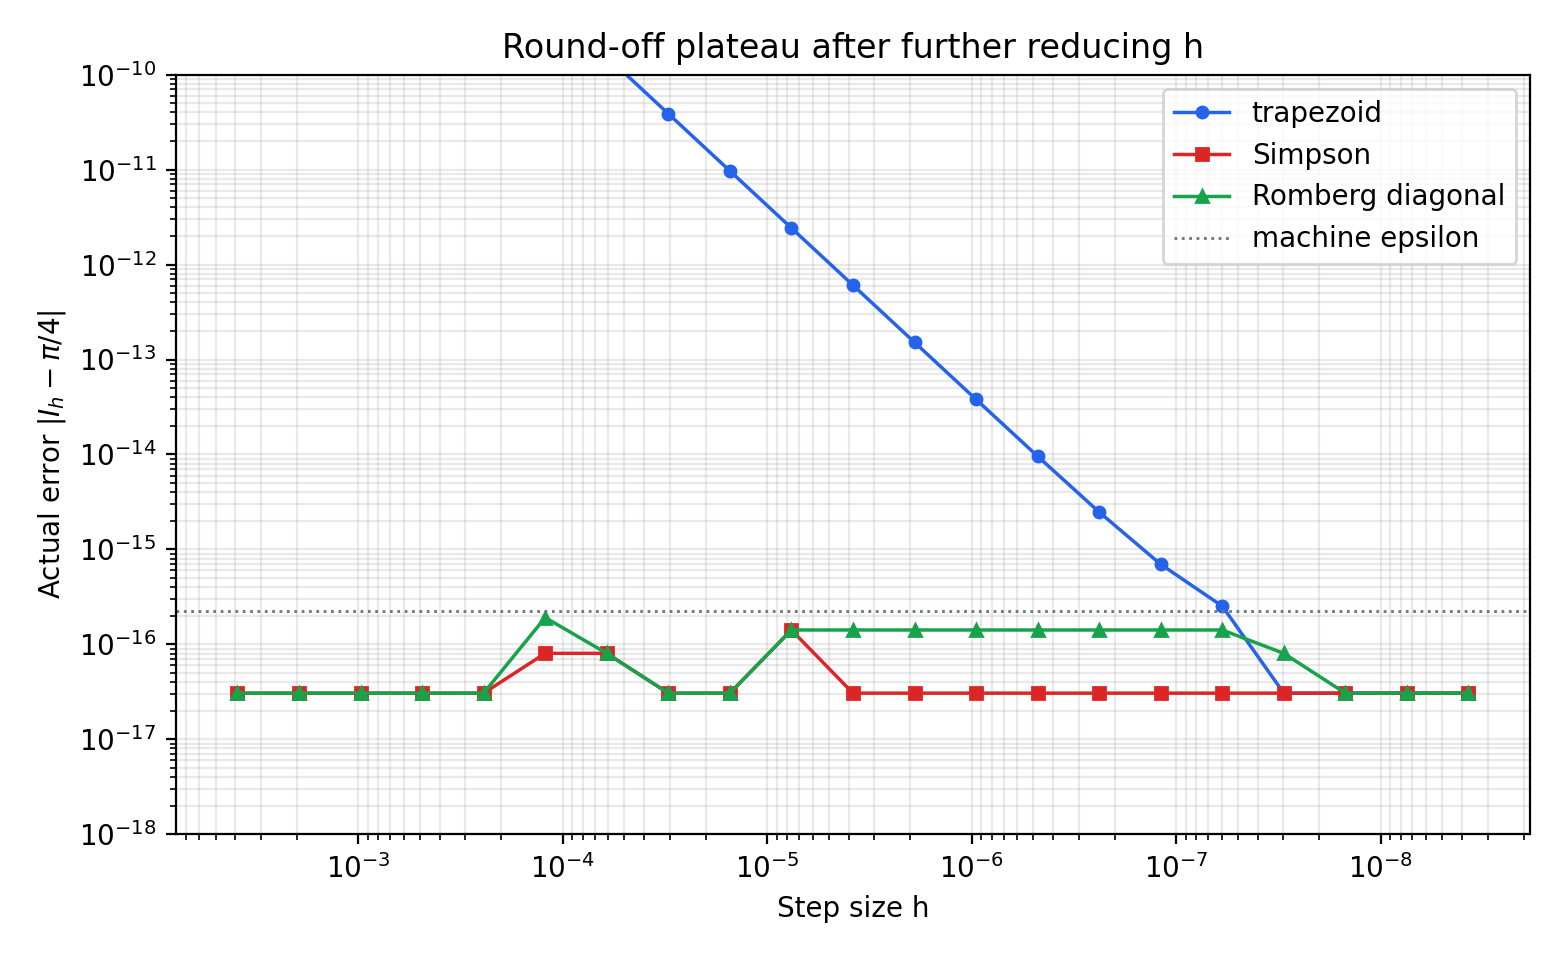 Round-off plateau after further reducing h
10⁻¹⁰
10⁻¹¹
10⁻¹²
10⁻¹³
10⁻¹⁴
10⁻¹⁵
10⁻¹⁶
10⁻¹⁷
10⁻¹⁸
Actual error |Iₕ − π/4|
trapezoid
Simpson
Romberg diagonal
machine epsilon
10⁻³ 10⁻⁴ 10⁻⁵ 10⁻⁶ 10⁻⁷ 10⁻⁸
Step size h